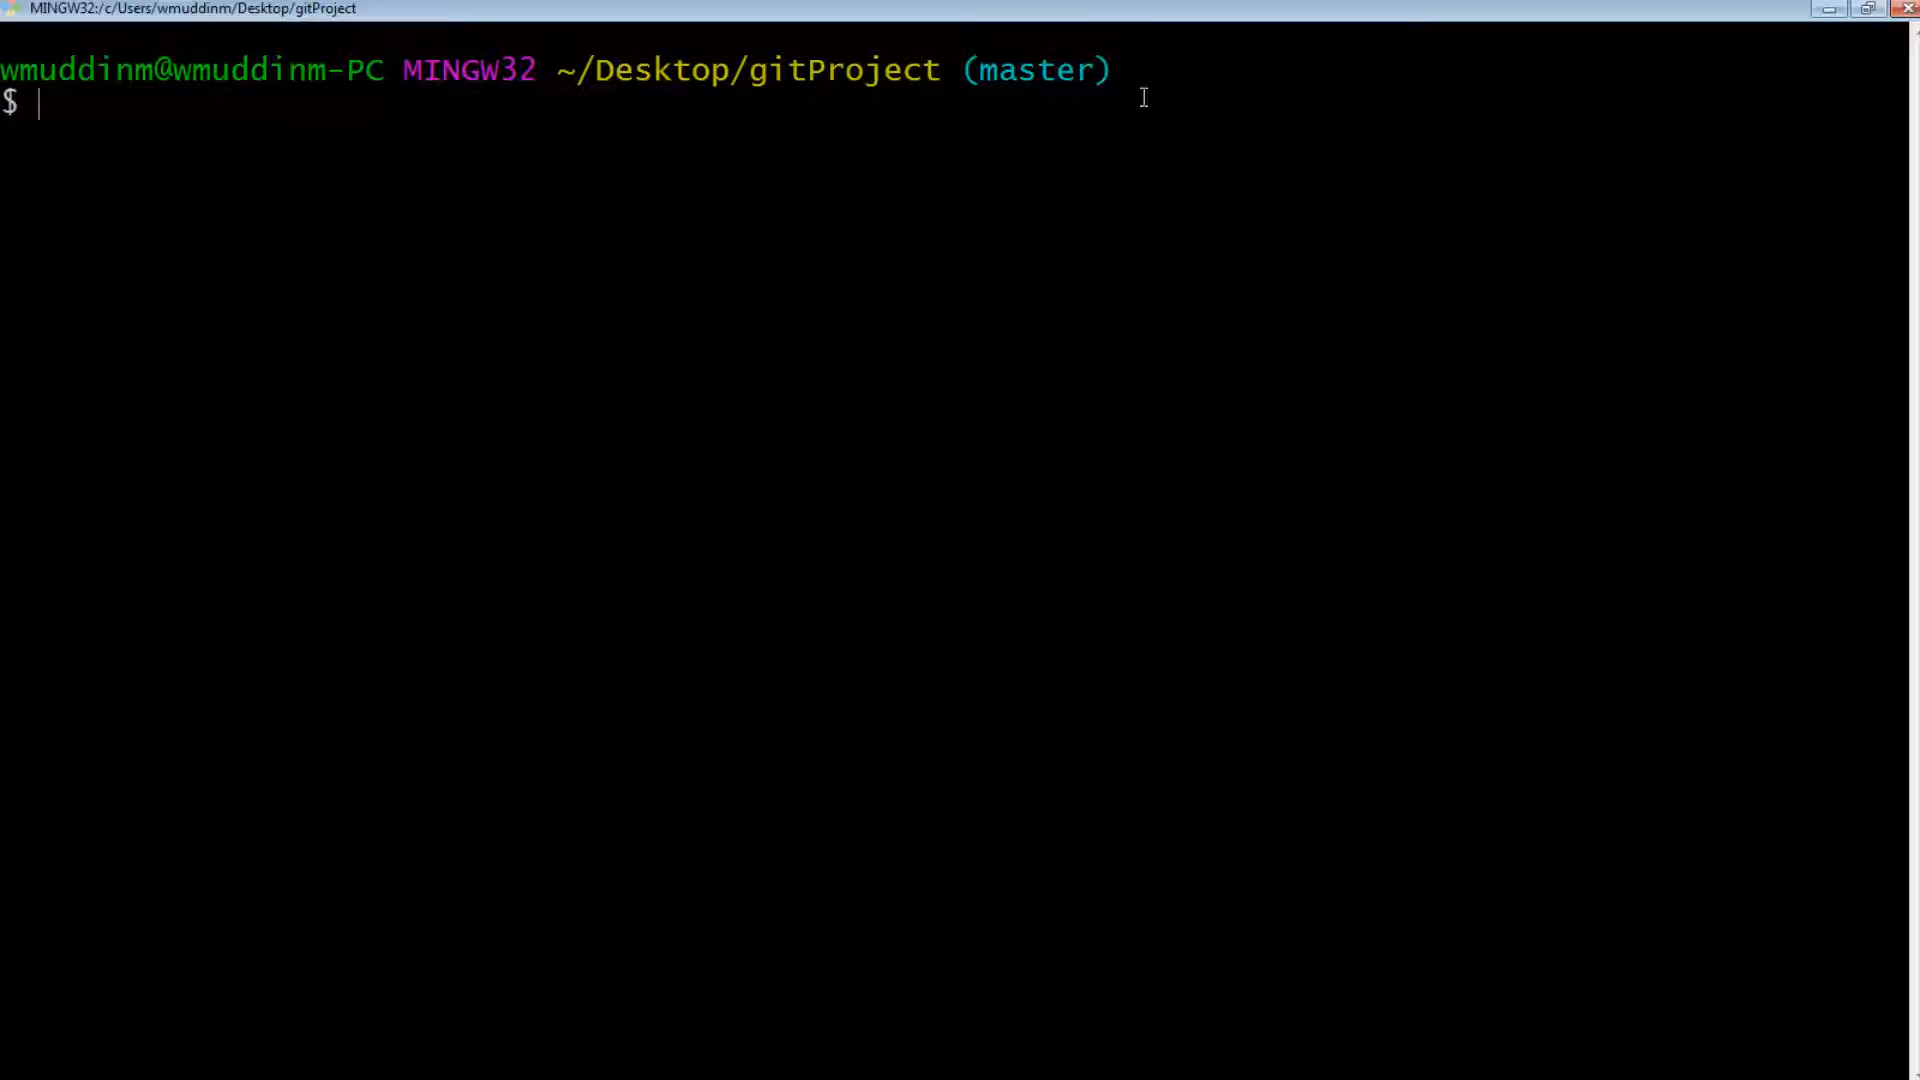 MINGW32:/c/Users/wmuddinm/Desktop/gitProject
wmuddinm@wmuddinm-PC MINGW32 ~/Desktop/gitProject (master)
$